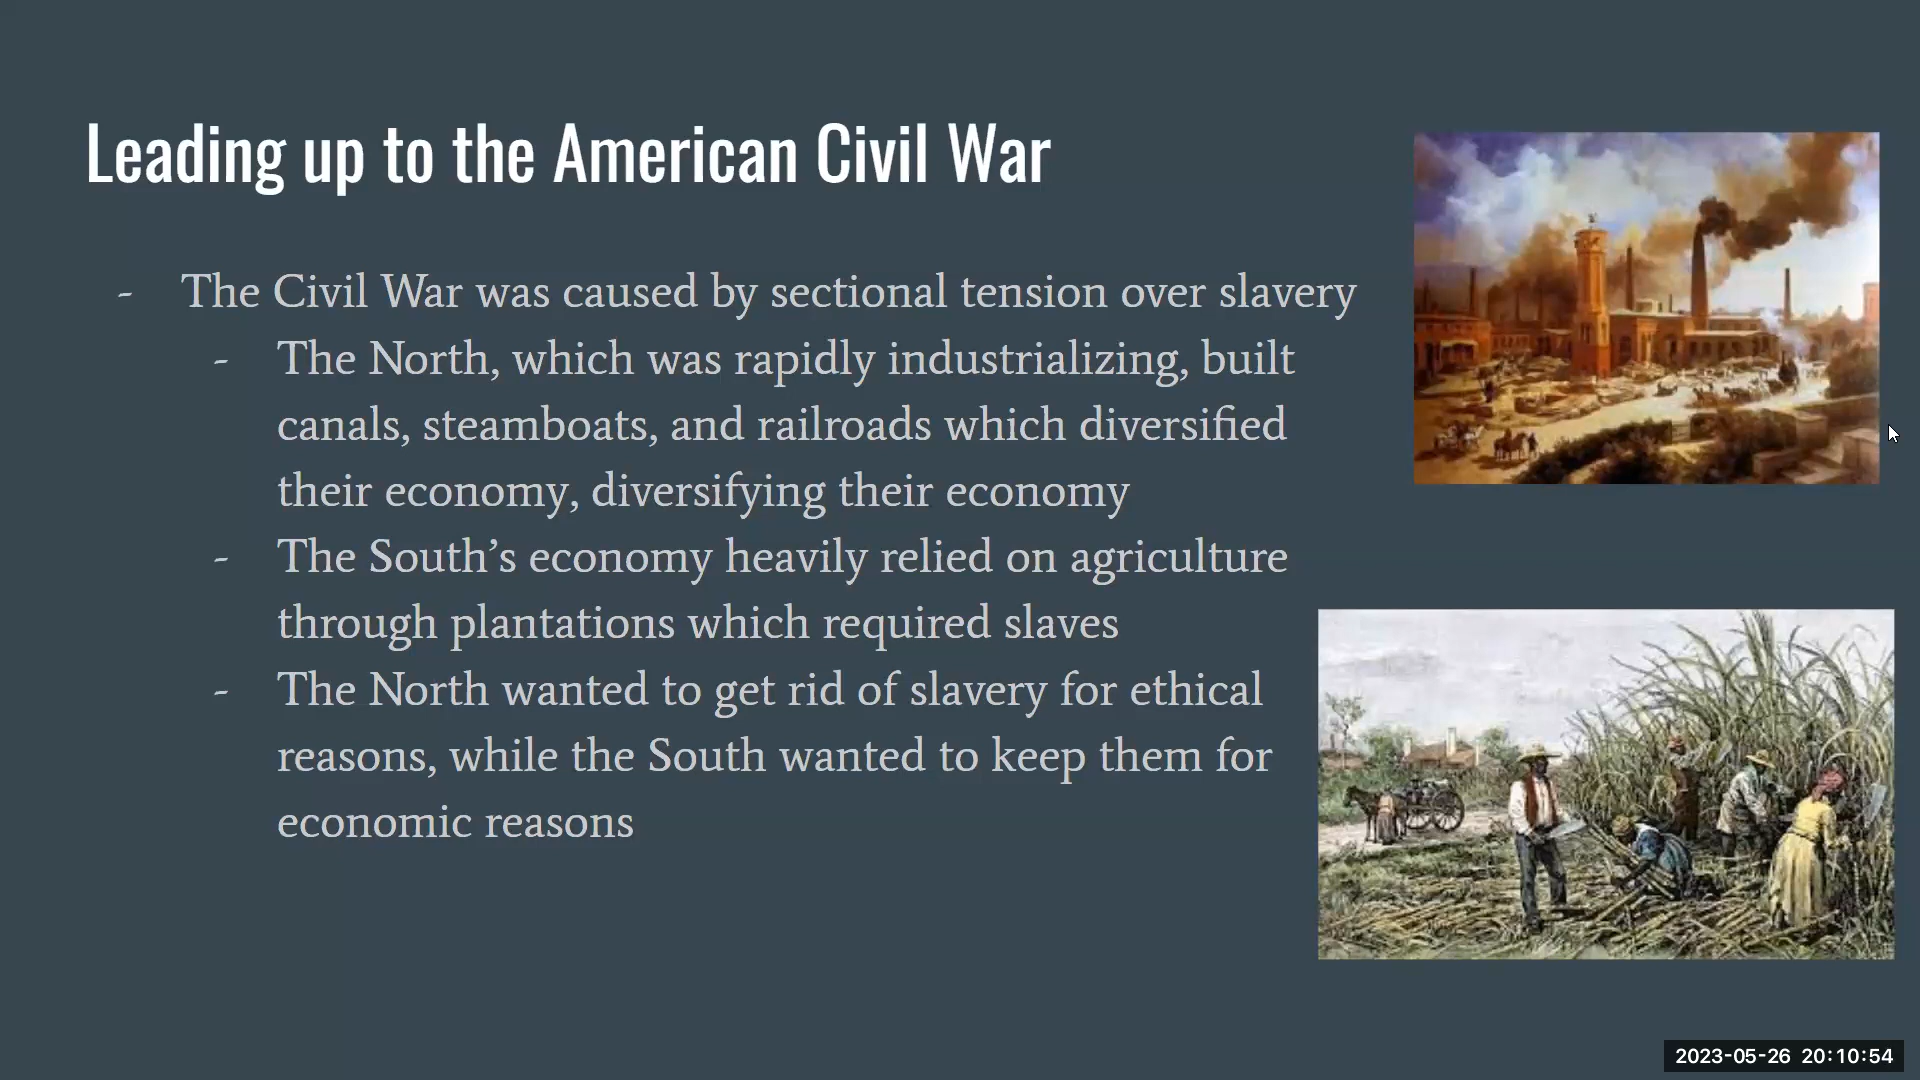 Leading up to the American Civil War
- The Civil War was caused by sectional tension over slavery
- The North, which was rapidly industrializing, built
canals, steamboats, and railroads which diversified
their economy, diversifying their economy
- The South’s economy heavily relied on agriculture
through plantations which required slaves
- The North wanted to get rid of slavery for ethical
reasons, while the South wanted to keep them for
economic reasons
2023-05-26 20:10:54